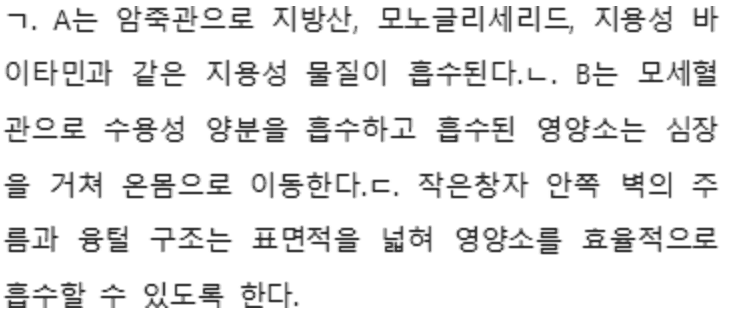 ㄱ. A는 암죽관으로 지방산, 모노글리세리드, 지용성 바
이타민과 같은 지용성 물질이 흡수된다.ㄴ. B는 모세혈
관으로 수용성 양분을 흡수하고 흡수된 영양소는 심장
을 거쳐 온몸으로 이동한다.ㄷ. 작은창자 안쪽 벽의 주
름과 융털 구조는 표면적을 넓혀 영양소를 효율적으로
흡수할 수 있도록 한다.